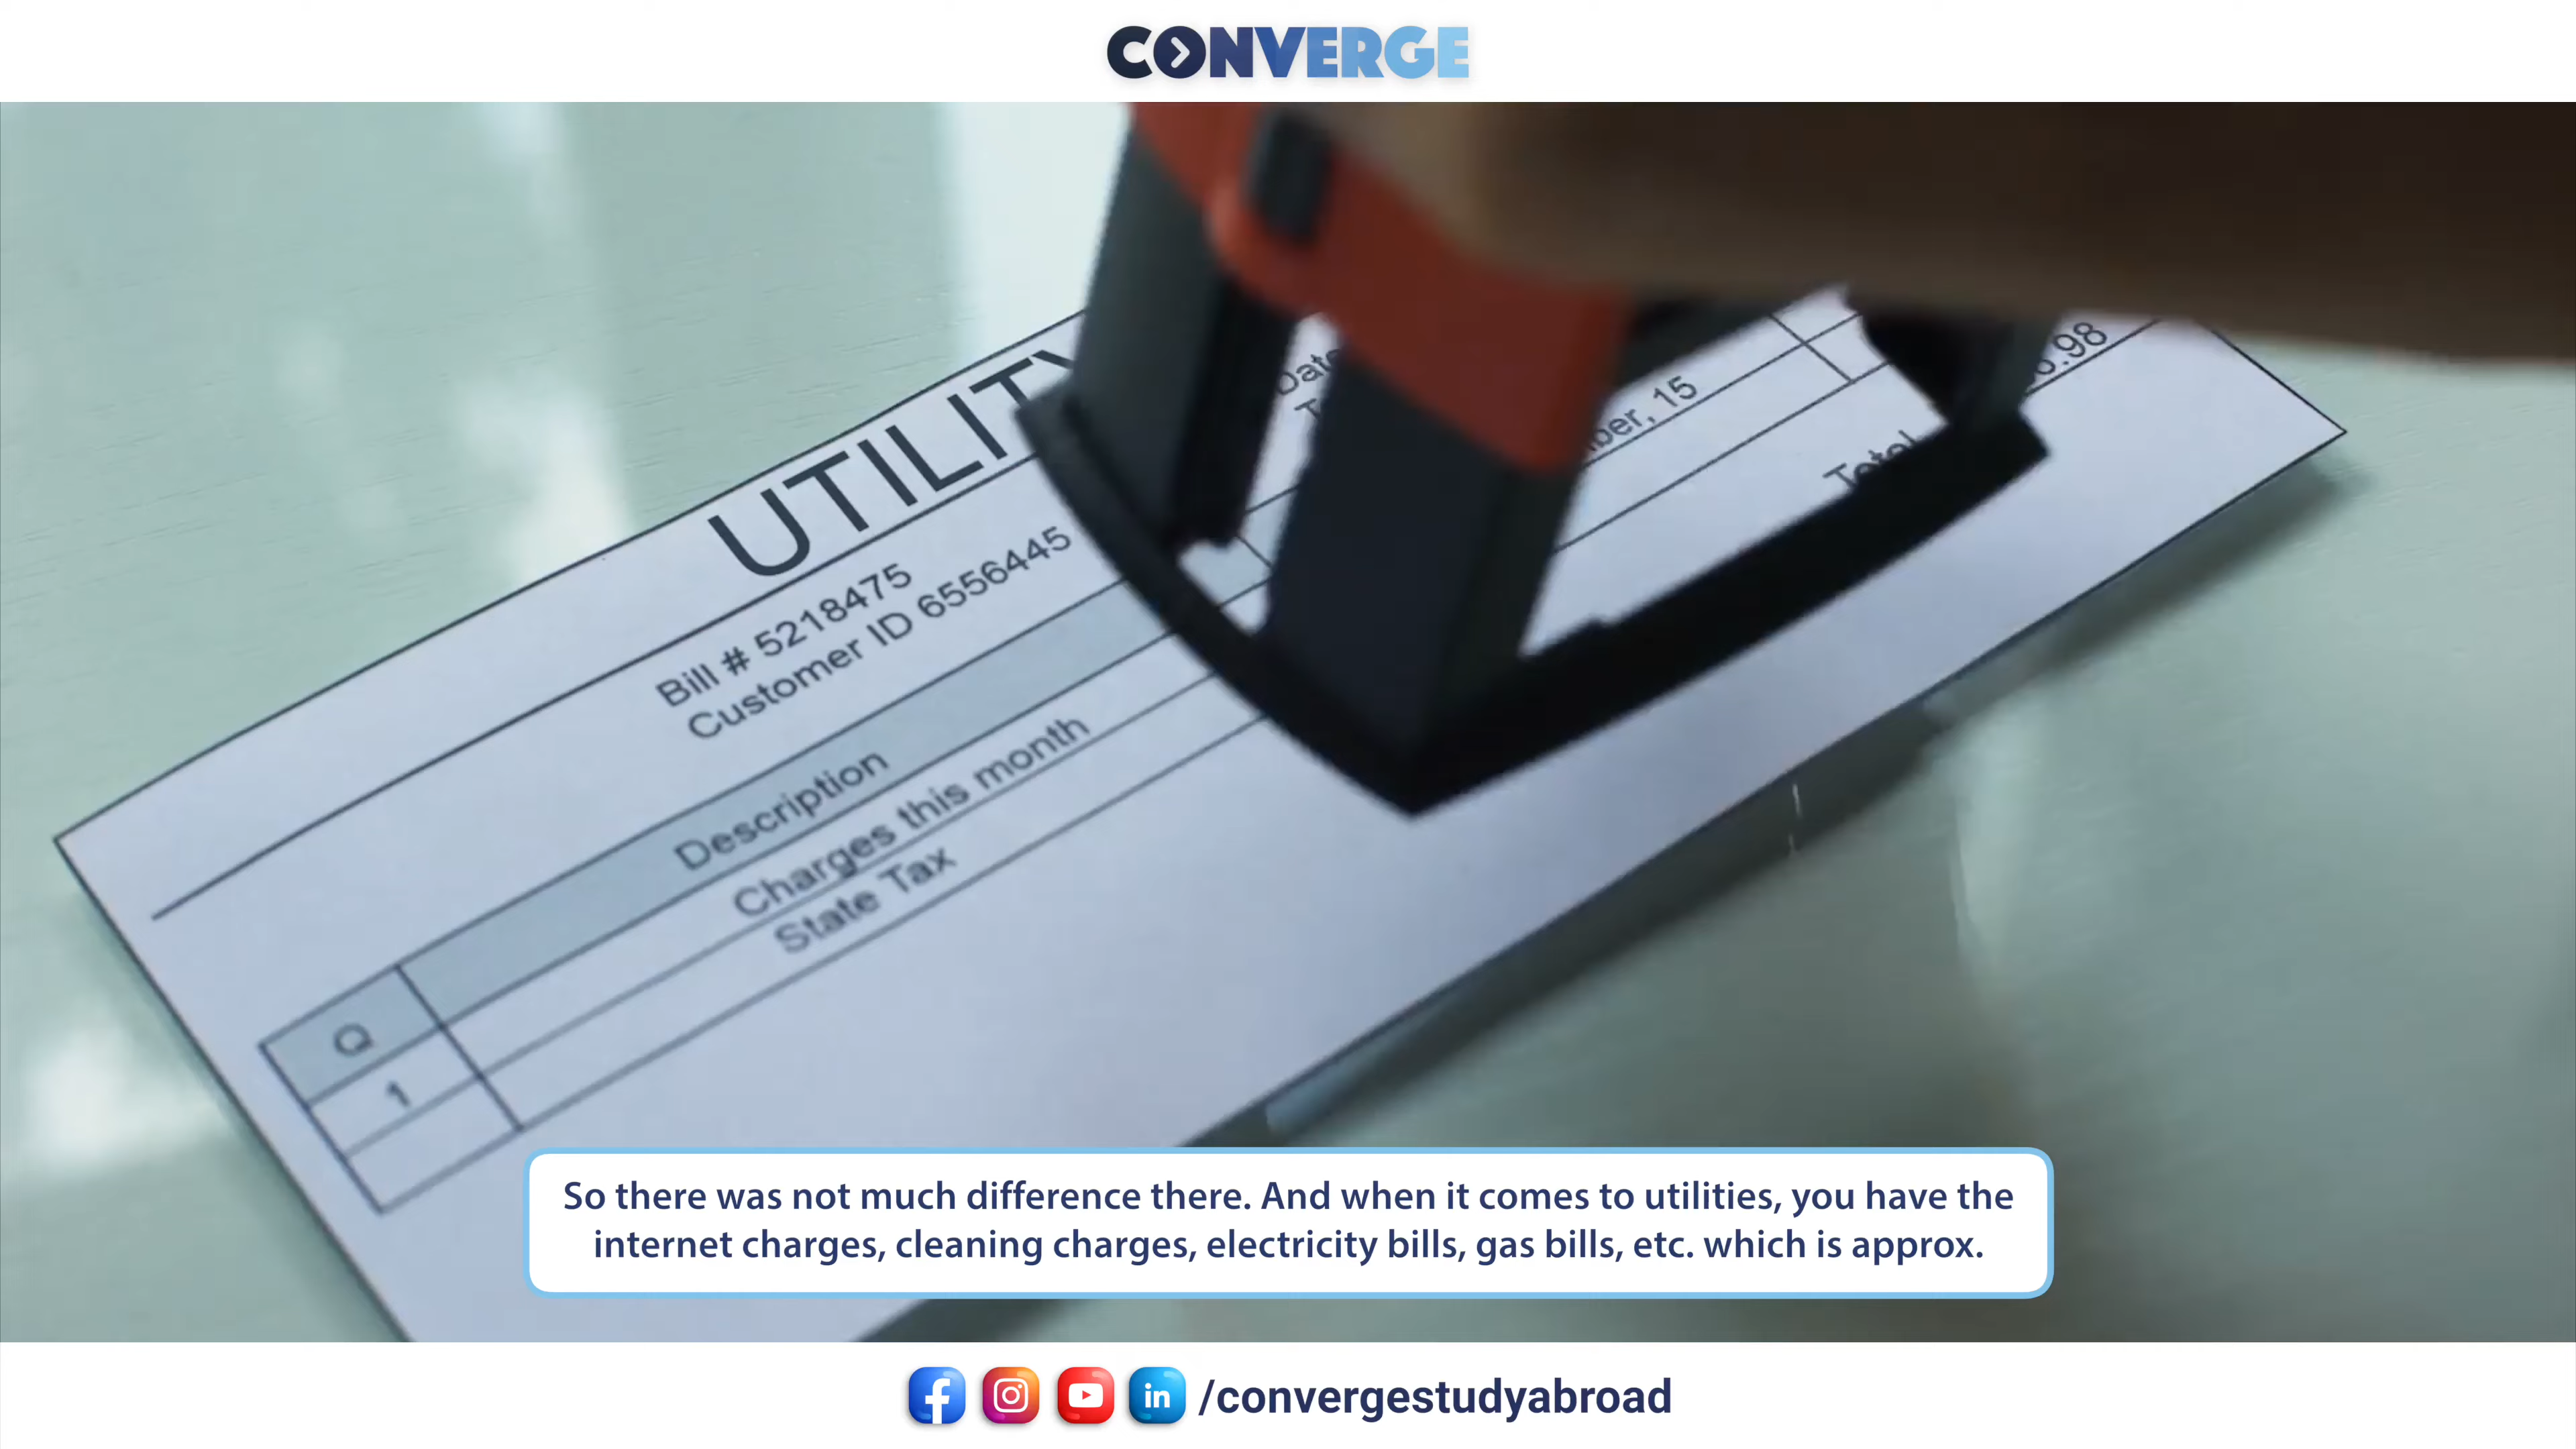 CONVERGE
UTILITY
Bill # 5218475
Customer ID 6556445
15
Total
Q
Description
1
Charges this month
State Tax
So there was not much difference there. And when it comes to utilities, you have the
internet charges, cleaning charges, electricity bills, gas bills, etc. which is approx.
/convergestudyabroad